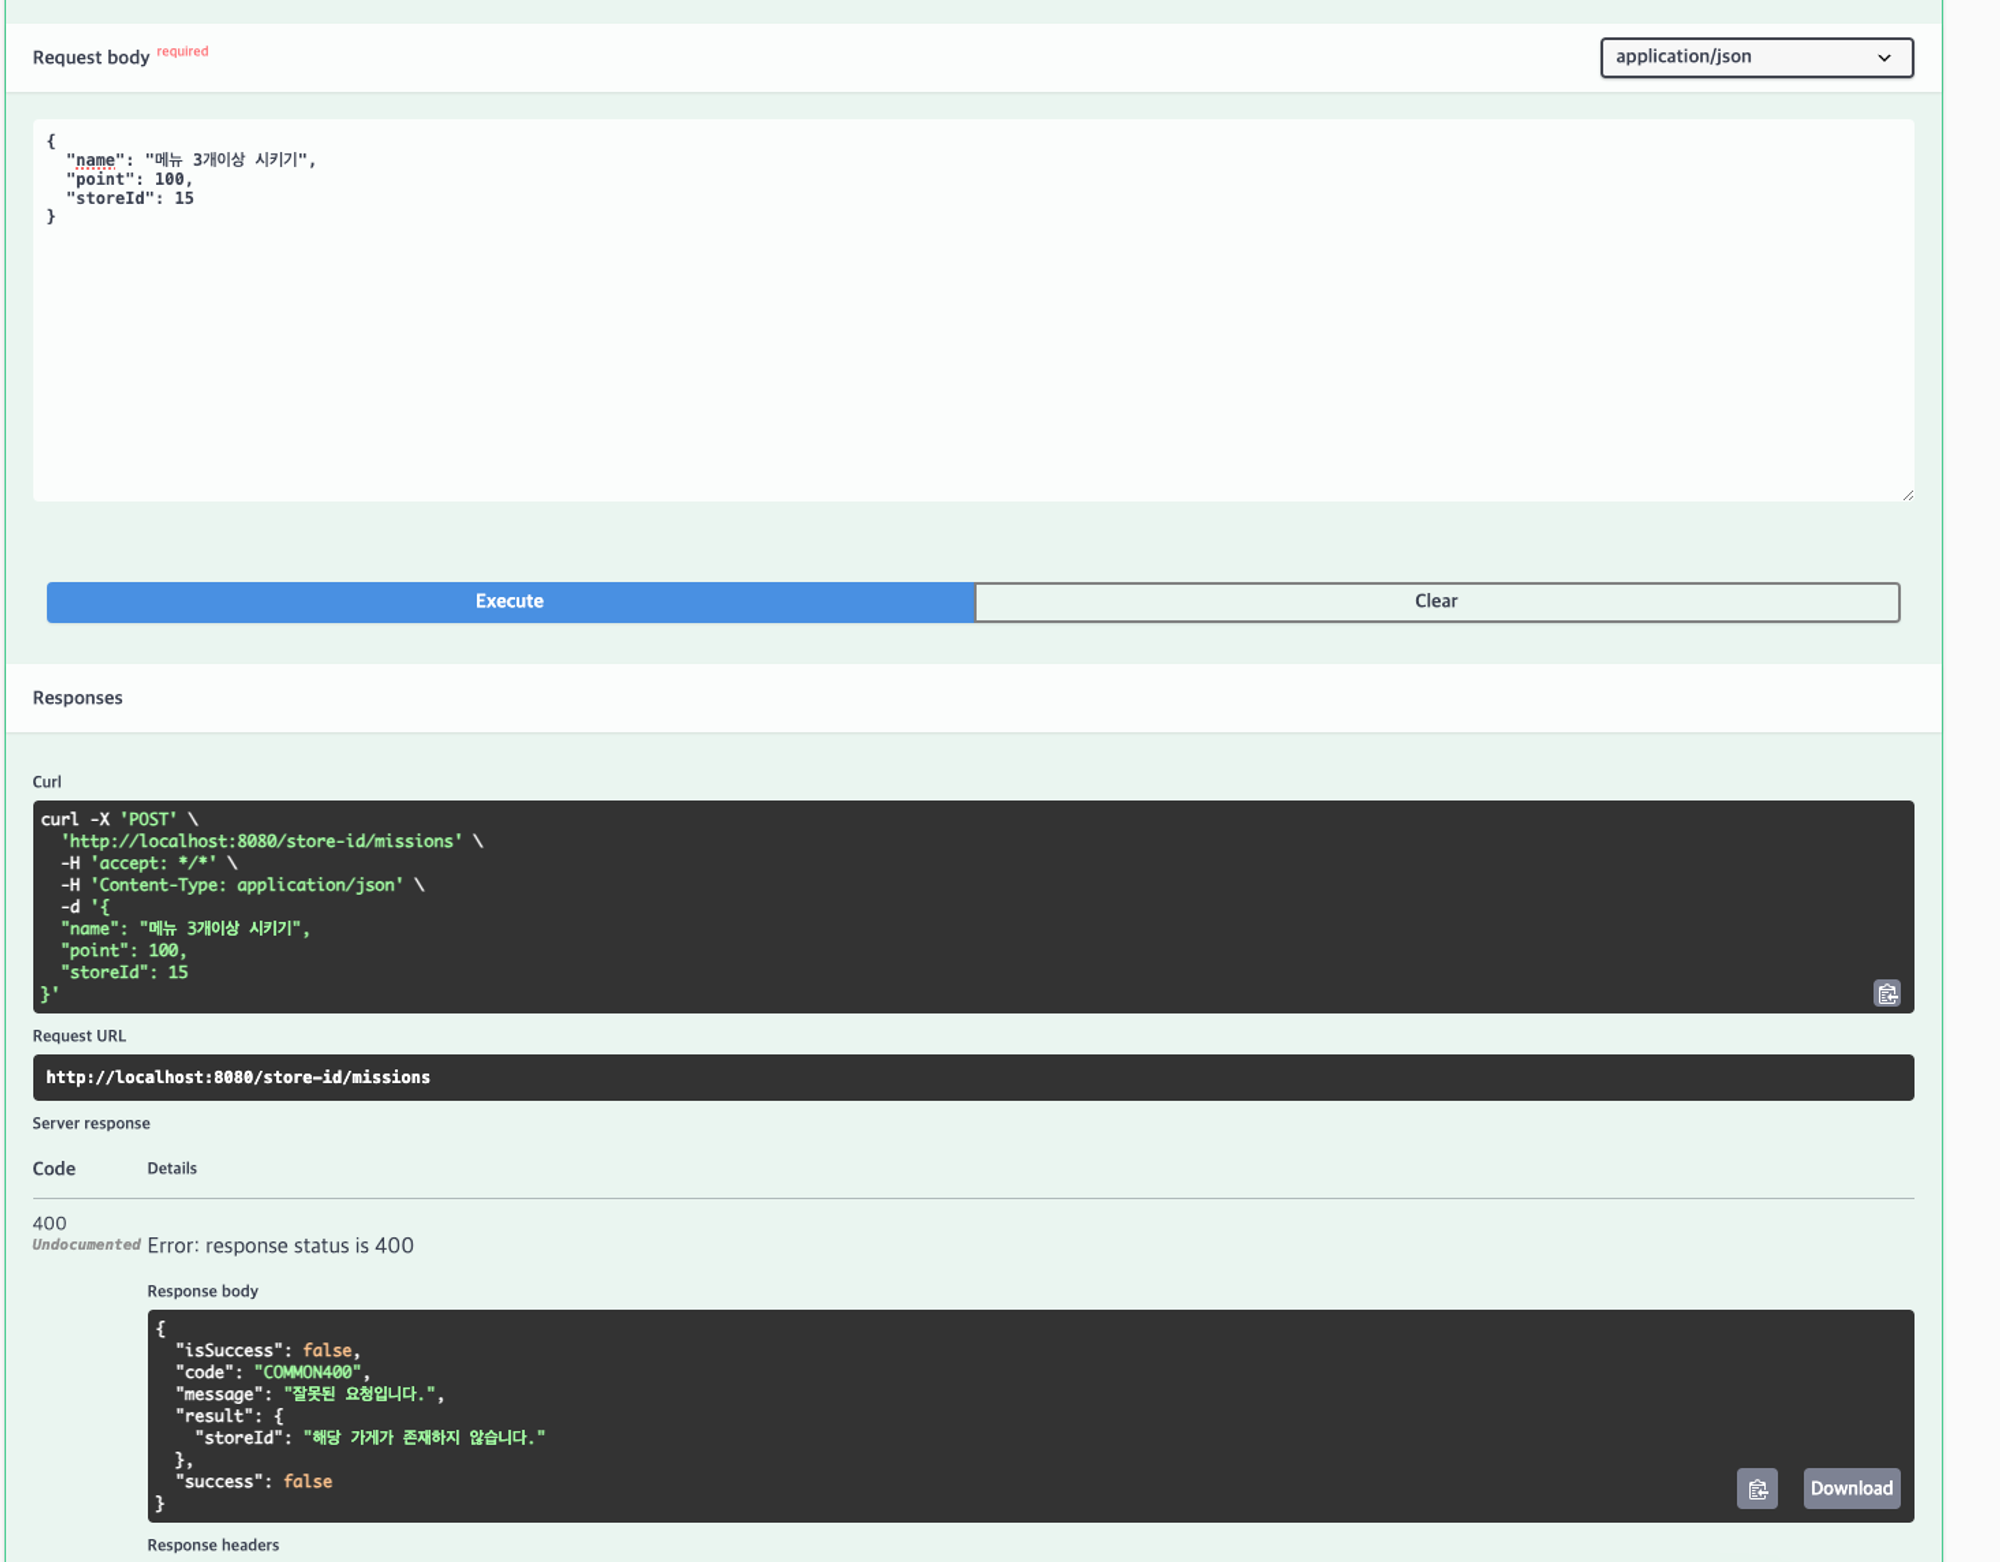 Request body required
application/json
{
  "name": "메뉴 3개이상 시키기",
  "point": 100,
  "storeId": 15
}
Execute
Clear
Responses
Curl
curl -X 'POST' \
  'http://localhost:8080/store-id/missions' \
  -H 'accept: */*' \
  -H 'Content-Type: application/json' \
  -d '{
  "name": "메뉴 3개이상 시키기",
  "point": 100,
  "storeId": 15
}'
Request URL
http://localhost:8080/store-id/missions
Server response
Code Details
400
Undocumented Error: response status is 400
Response body
{
  "isSuccess": false,
  "code": "COMMON400",
  "message": "잘못된 요청입니다.",
  "result": {
    "storeId": "해당 가게가 존재하지 않습니다."
  },
  "success": false
}
Download
Response headers